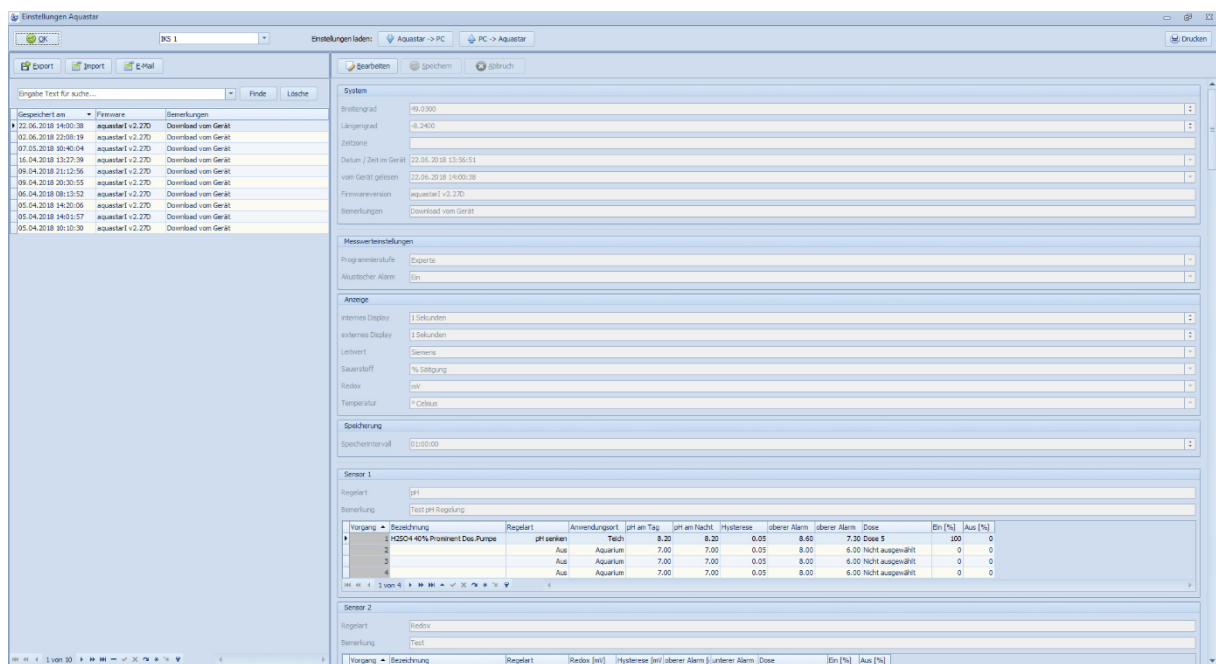 Einstellungen Aquastar
OK IKS 1 Einstellungen laden: Aquastar -> PC PC -> Aquastar Drucken
Export Import E-Mail
Bearbeiten Speichern Abbruch
Eingabe Text für suche... Finde Lösche
Gespeichert am Firmware Bemerkungen
22.06.2018 14:00:38 aquastarI v2.27D Download vom Gerät
02.06.2018 22:08:19 aquastarI v2.27D Download vom Gerät
07.05.2018 10:40:04 aquastarI v2.27D Download vom Gerät
16.04.2018 13:27:39 aquastarI v2.27D Download vom Gerät
09.04.2018 21:12:56 aquastarI v2.27D Download vom Gerät
09.04.2018 20:30:55 aquastarI v2.27D Download vom Gerät
06.04.2018 08:13:52 aquastarI v2.27D Download vom Gerät
05.04.2018 14:20:06 aquastarI v2.27D Download vom Gerät
05.04.2018 14:01:57 aquastarI v2.27D Download vom Gerät
05.04.2018 10:10:30 aquastarI v2.27D Download vom Gerät
1 von 10
System
Breitengrad 49.0300
Längengrad -8.2400
Zeitzone
Datum / Zeit im Gerät 22.06.2018 13:56:51
vom Gerät gelesen 22.06.2018 14:00:38
Firmwareversion aquastarI v2.27D
Bemerkungen Download vom Gerät
Messwerteinstellungen
Programmierstufe Experte
Akustischer Alarm Ein
Anzeige
internes Display 1 Sekunden
externes Display 1 Sekunden
Leitwert Siemens
Sauerstoff % Sättigung
Redox mV
Temperatur ° Celsius
Speicherung
Speicherintervall 01:00:00
Sensor 1
Regelart pH
Bemerkung Test pH Regelung
Vorgang Bezeichnung Regelart Anwendungsort pH am Tag pH am Nacht Hysterese oberer Alarm oberer Alarm Dose Ein [%] Aus [%]
1 H2SO4 40% Prominent Dos.Pumpe pH senken Teich 8.20 8.20 0.05 8.60 7.30 Dose 5 100 0
2 Aus Aquarium 7.00 7.00 0.05 8.00 6.00 Nicht ausgewählt 0 0
3 Aus Aquarium 7.00 7.00 0.05 8.00 6.00 Nicht ausgewählt 0 0
4 Aus Aquarium 7.00 7.00 0.05 8.00 6.00 Nicht ausgewählt 0 0
1 von 4
Sensor 2
Regelart Redox
Bemerkung Test
Vorgang Bezeichnung Regelart Redox [mV] Hysterese [mV oberer Alarm unterer Alarm Dose Ein [%] Aus [%]